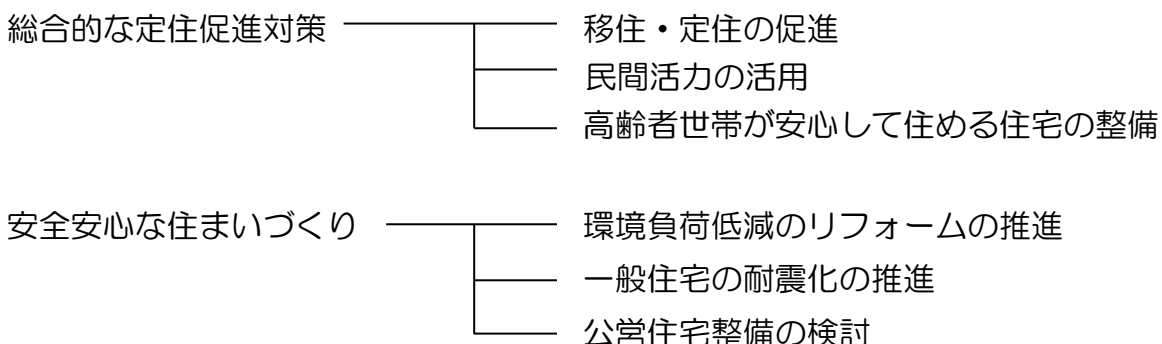 総合的な定住促進対策 移住・定住の促進
民間活力の活用
高齢者世帯が安心して住める住宅の整備
安全安心な住まいづくり 環境負荷低減のリフォームの推進
一般住宅の耐震化の推進
公営住宅整備の検討